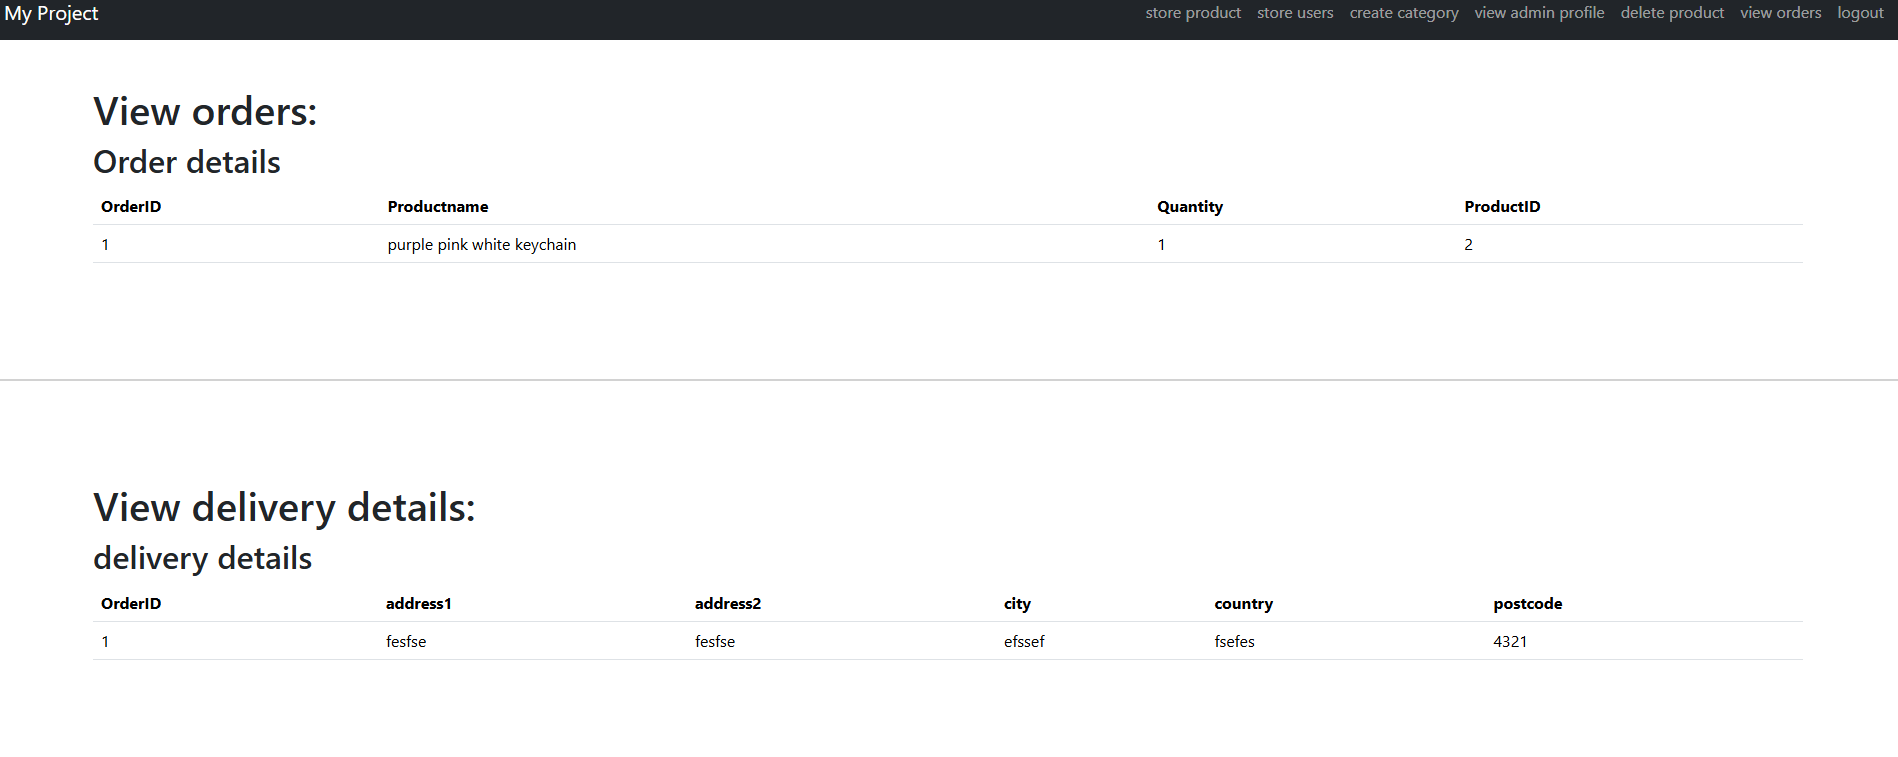 My Project store product store users create category view admin profile delete product view orders logout
View orders:
Order details
OrderID Productname Quantity ProductID
1 purple pink white keychain 1 2
View delivery details:
delivery details
OrderID address1 address2 city country postcode
1 fesfse fesfse efssef fsefes 4321